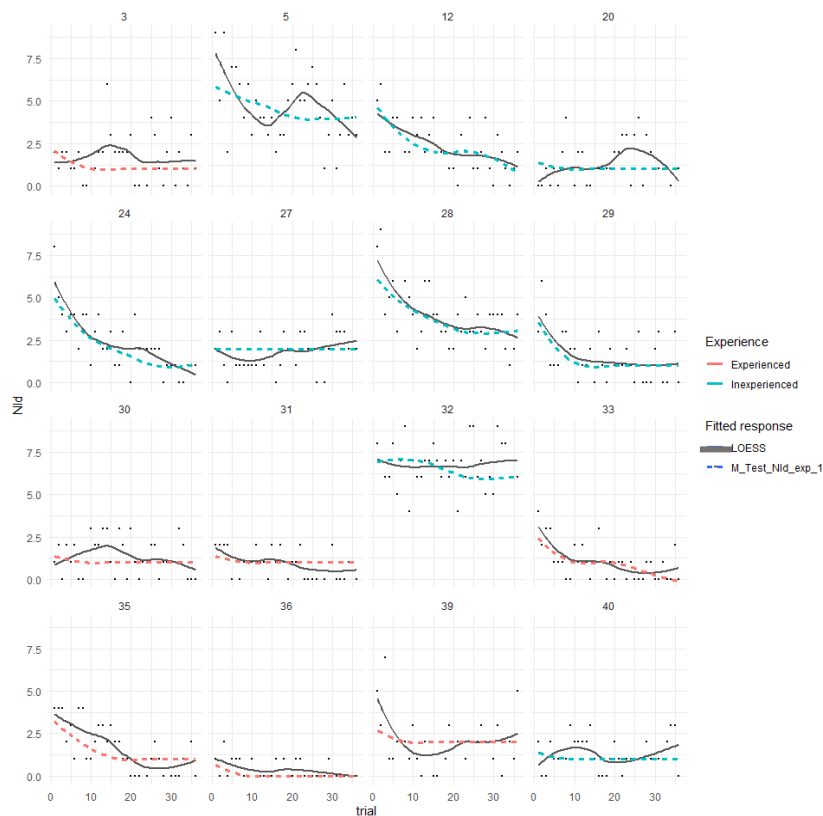 3 5 12 20
7.5
5.0
2.5
0.0
24 27 28 29
7.5
5.0
2.5
0.0
Nld
30 31 32 33
7.5
5.0
2.5
0.0
35 36 39 40
7.5
5.0
2.5
0.0
0 10 20 30 0 10 20 30 0 10 20 30 0 10 20 30
trial
Experience
Experienced
Inexperienced
Fitted response
LOESS
M_Test_Nld_exp_1